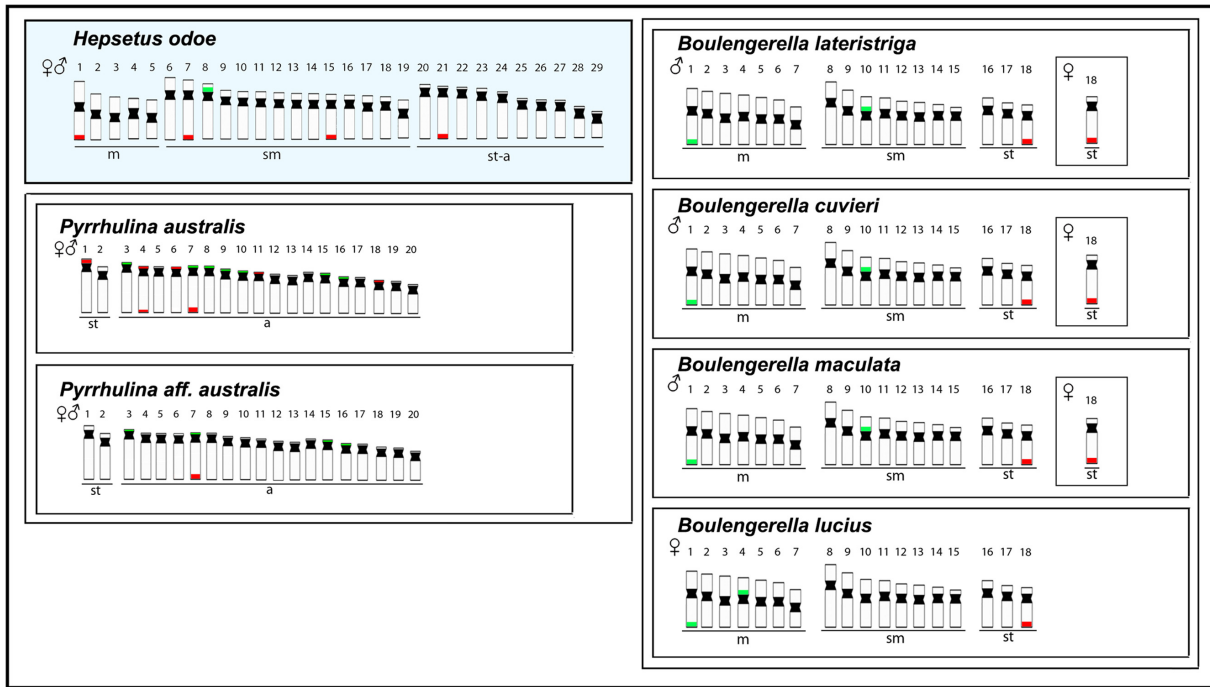 Hepsetus odoe
♀♂ 1 2 3 4 5 6 7 8 9 10 11 12 13 14 15 16 17 18 19 20 21 22 23 24 25 26 27 28 29
m sm st-a
Pyrrhulina australis
♀♂ 1 2 3 4 5 6 7 8 9 10 11 12 13 14 15 16 17 18 19 20
st a
Pyrrhulina aff. australis
♀♂ 1 2 3 4 5 6 7 8 9 10 11 12 13 14 15 16 17 18 19 20
st a
Boulengerella lateristriga
♂ 1 2 3 4 5 6 7 8 9 10 11 12 13 14 15 16 17 18
m sm st
♀
18
st
Boulengerella cuvieri
♂ 1 2 3 4 5 6 7 8 9 10 11 12 13 14 15 16 17 18
m sm st
♀
18
st
Boulengerella maculata
♂ 1 2 3 4 5 6 7 8 9 10 11 12 13 14 15 16 17 18
m sm st
♀
18
st
Boulengerella lucius
♀ 1 2 3 4 5 6 7 8 9 10 11 12 13 14 15 16 17 18
m sm st